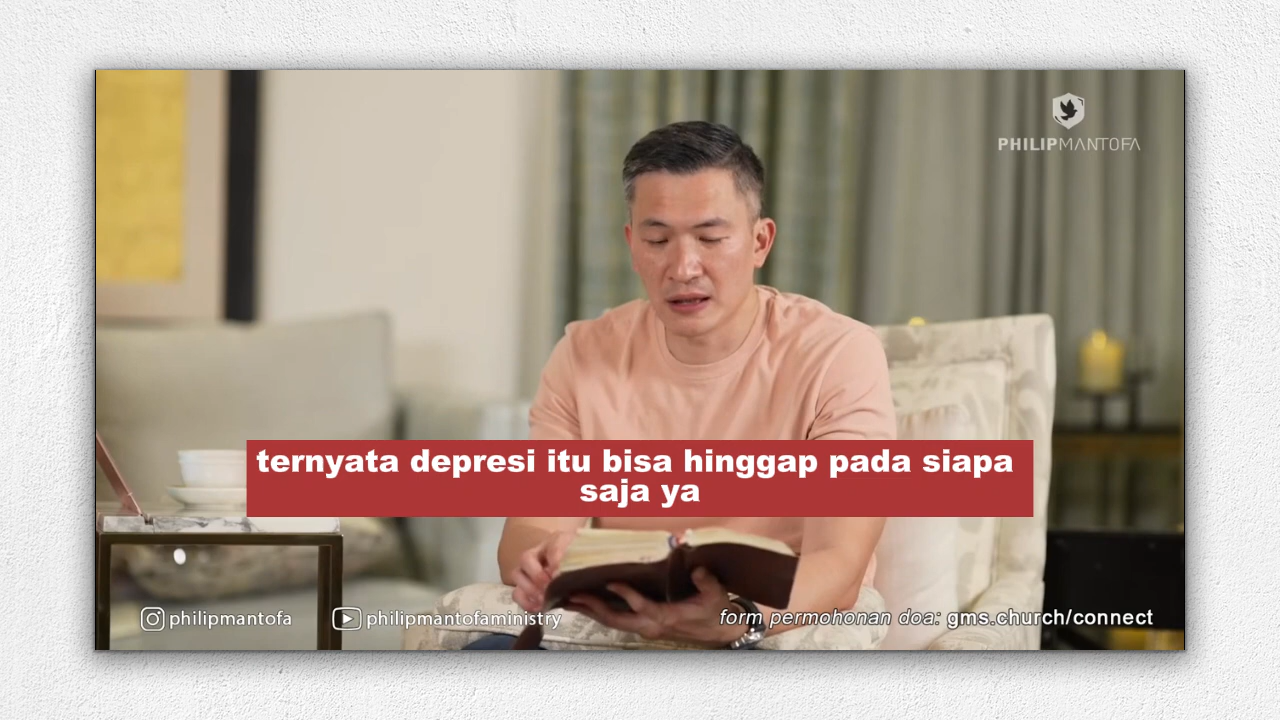 PHILIPMANTOFA
ternyata depresi itu bisa hinggap pada siapa
saja ya
philipmantofa
philipmantofaministry
form permohonan doa: gms.church/connect